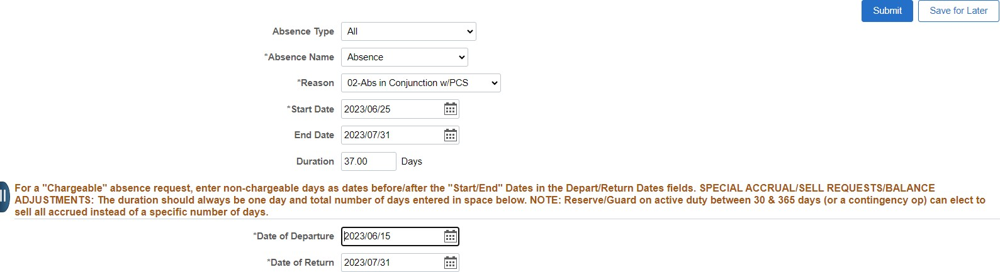 Submit Save for Later
Absence Type All
*Absence Name Absence
*Reason 02-Abs in Conjunction w/PCS
*Start Date 2023/06/25
End Date 2023/07/31
Duration 37.00 Days
For a "Chargeable" absence request, enter non-chargeable days as dates before/after the "Start/End" Dates in the Depart/Return Dates fields. SPECIAL ACCRUAL/SELL REQUESTS/BALANCE
ADJUSTMENTS: The duration should always be one day and total number of days entered in space below. NOTE: Reserve/Guard on active duty between 30 & 365 days (or a contingency op) can elect to
sell all accrued instead of a specific number of days.
*Date of Departure 2023/06/15
*Date of Return 2023/07/31